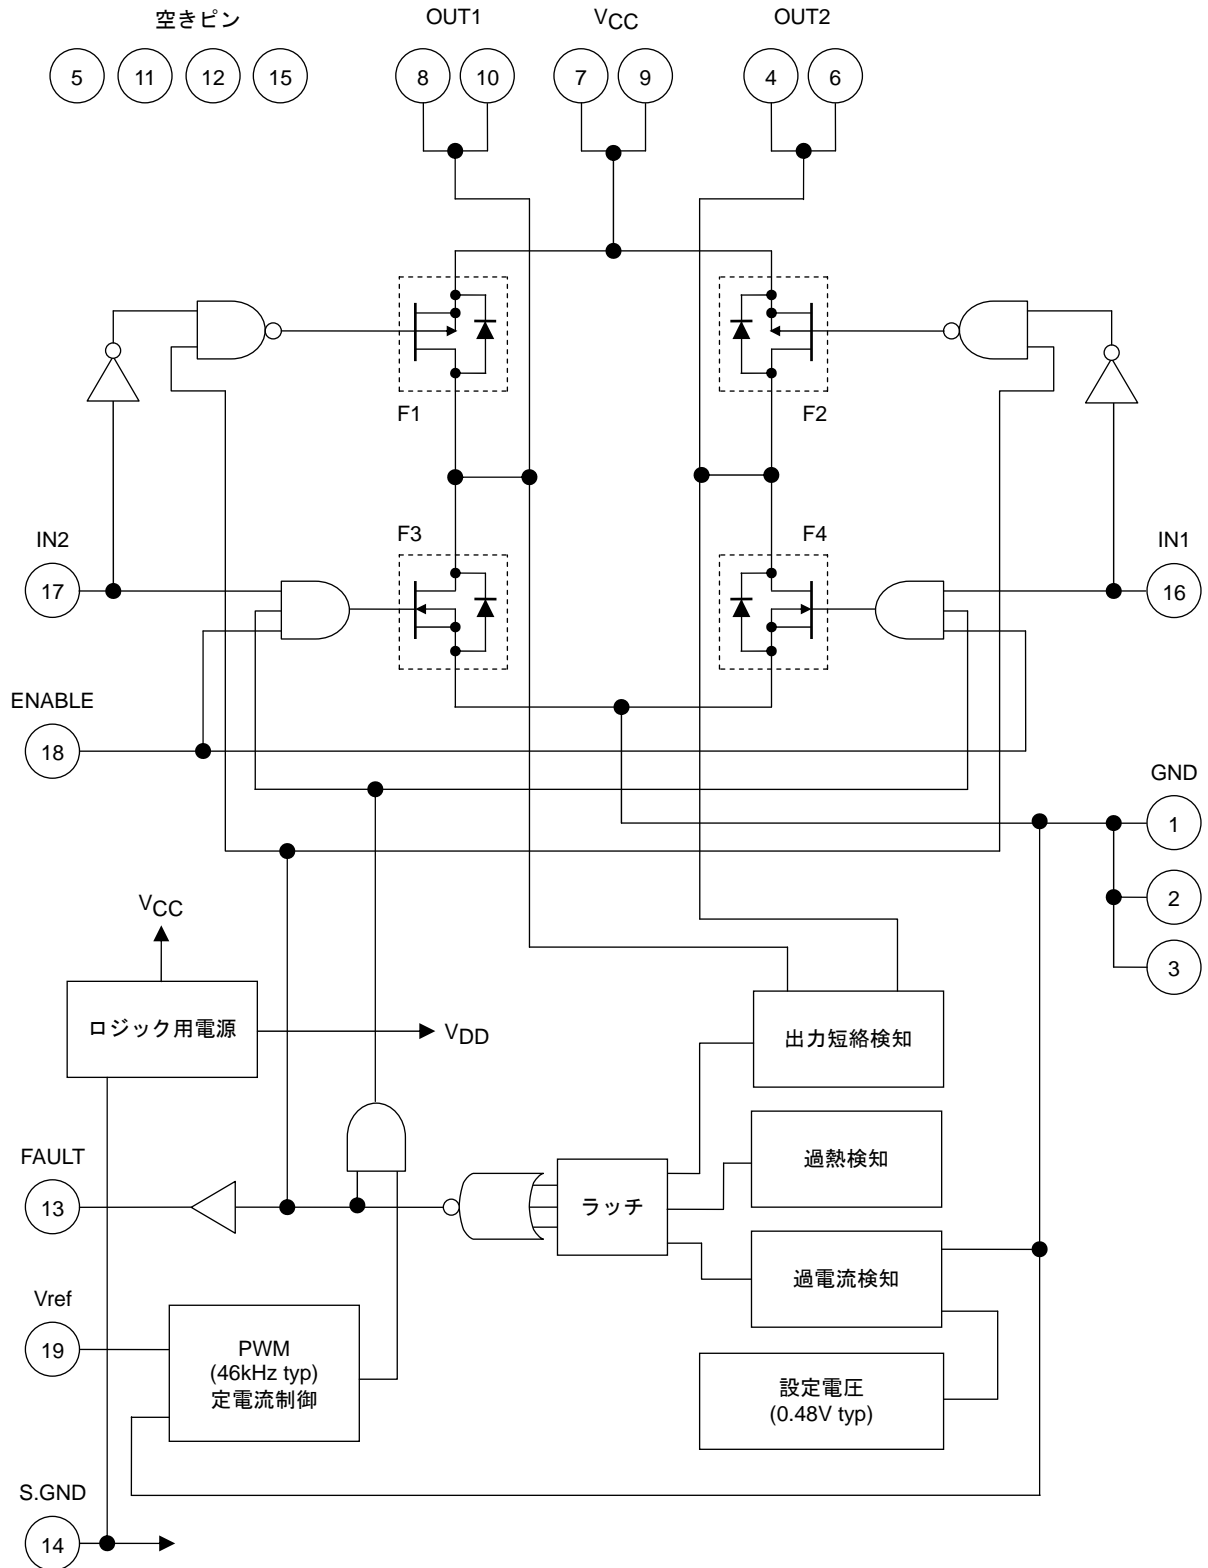 空きピン
OUT1
VCC
OUT2
5 11 12 15
8 10
7 9
4 6
F1
F2
IN2
17
F3
F4
IN1
16
ENABLE
18
GND
1
2
3
VCC
ロジック用電源
VDD
出力短絡検知
過熱検知
FAULT
13
ラッチ
過電流検知
Vref
19
PWM
(46kHz typ)
定電流制御
設定電圧
(0.48V typ)
S.GND
14